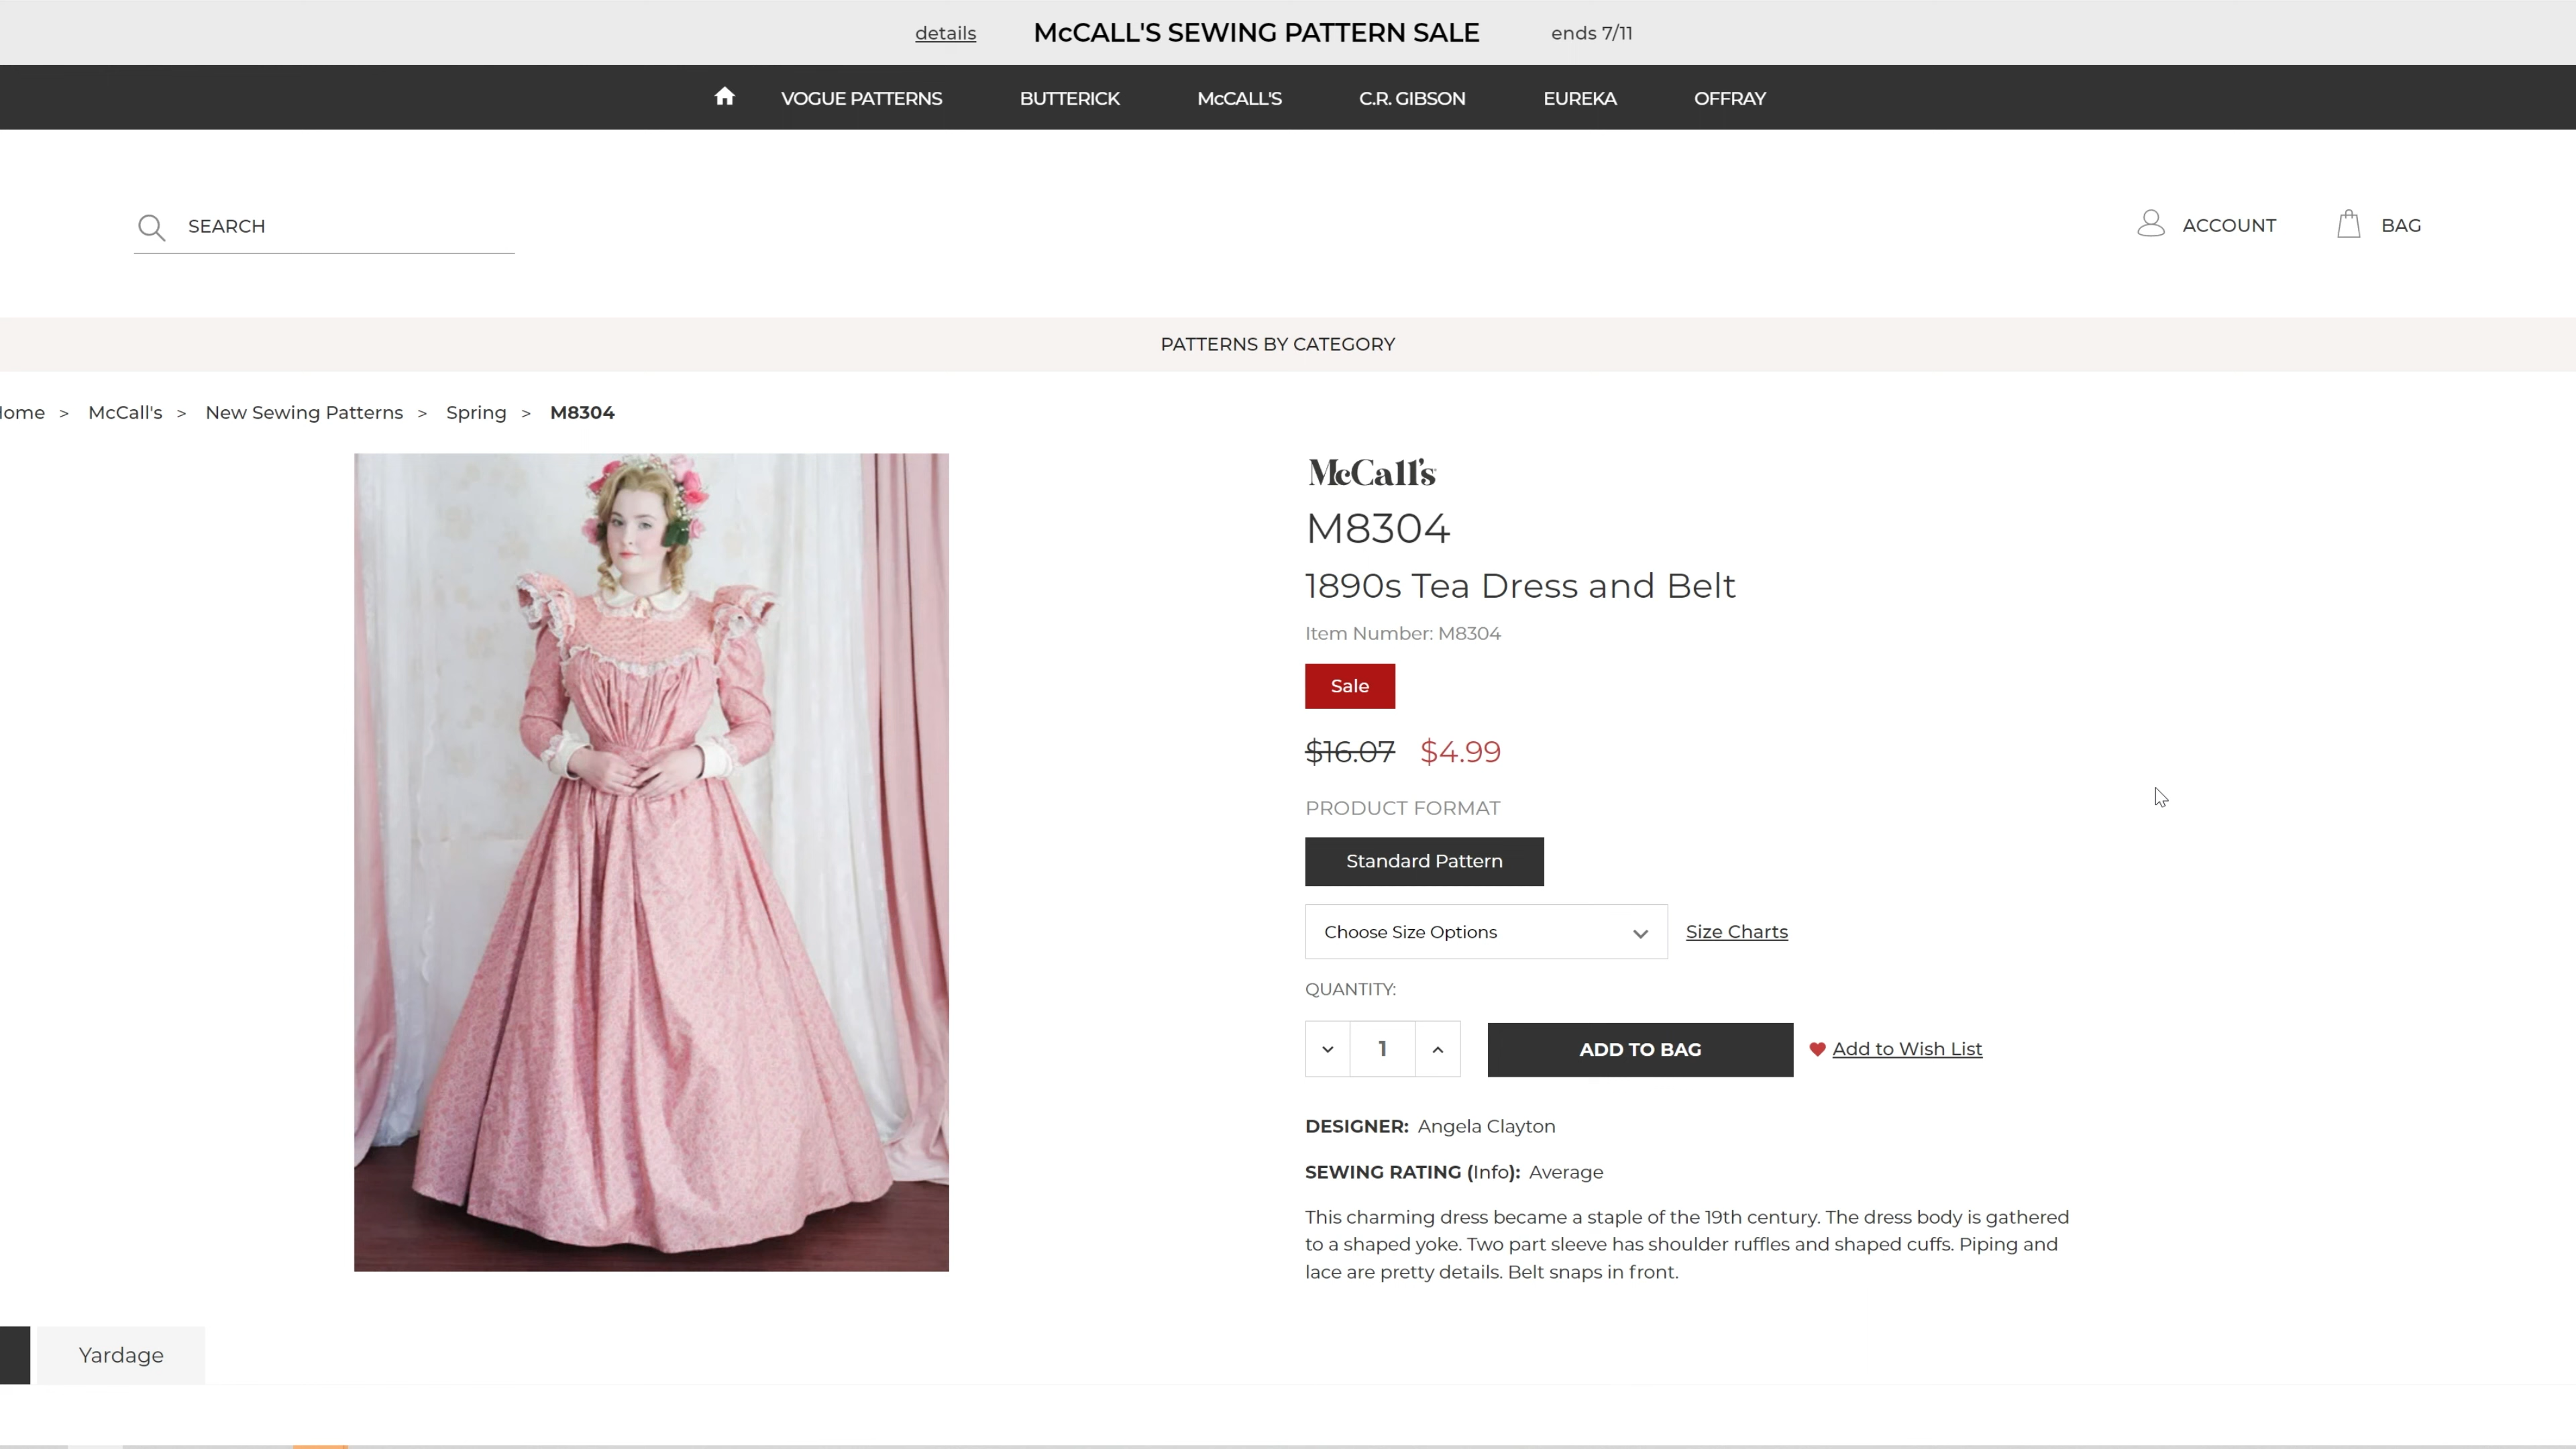 details McCALL'S SEWING PATTERN SALE ends 7/11
VOGUE PATTERNS BUTTERICK McCALL'S C.R. GIBSON EUREKA OFFRAY
SEARCH
ACCOUNT BAG
PATTERNS BY CATEGORY
ome > McCall's > New Sewing Patterns > Spring > M8304
McCall's
M8304
1890s Tea Dress and Belt
Item Number: M8304
Sale
$16.07 $4.99
PRODUCT FORMAT
Standard Pattern
Choose Size Options Size Charts
QUANTITY:
1 ADD TO BAG Add to Wish List
DESIGNER: Angela Clayton
SEWING RATING (Info): Average
This charming dress became a staple of the 19th century. The dress body is gathered
to a shaped yoke. Two part sleeve has shoulder ruffles and shaped cuffs. Piping and
lace are pretty details. Belt snaps in front.
Yardage